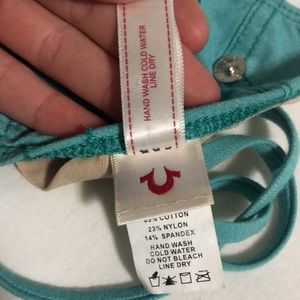 HAND WASH COLD WATER
LINE DRY
% COTTON
23% NYLON
14% SPANDEX
HAND WASH
COLD WATER
DO NOT BLEACH
LINE DRY